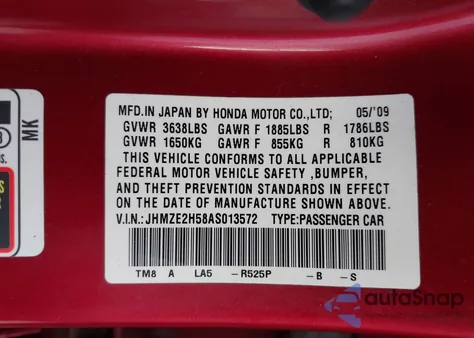 MFD.IN JAPAN BY HONDA MOTOR CO.,LTD; 05/'09
GVWR 3638LBS GAWR F 1885LBS R 1786LBS
GVWR 1650KG GAWR F 855KG R 810KG
THIS VEHICLE CONFORMS TO ALL APPLICABLE
FEDERAL MOTOR VEHICLE SAFETY ,BUMPER,
AND THEFT PREVENTION STANDARDS IN EFFECT
ON THE DATE OF MANUFACTURE SHOWN ABOVE.
V.I.N.: JHMZE2H58AS013572 TYPE:PASSENGER CAR
TM8 A LA5 -R525P -B -S
MK
S.
autoSnap